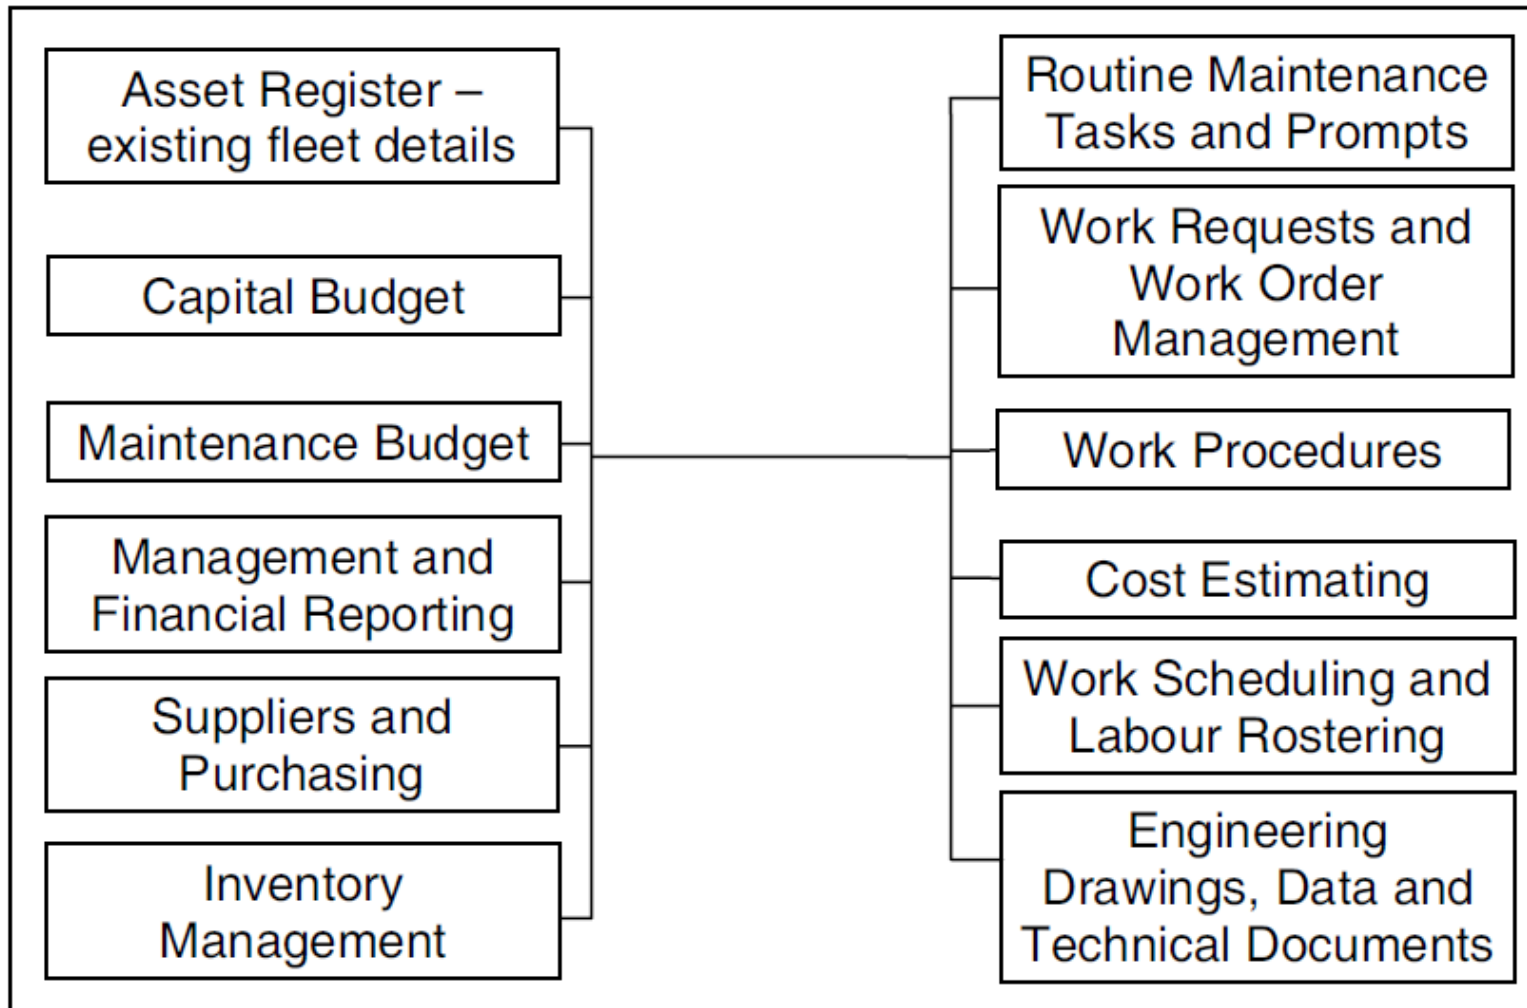 Asset Register –
existing fleet details
Capital Budget
Maintenance Budget
Management and
Financial Reporting
Suppliers and
Purchasing
Inventory
Management
Routine Maintenance
Tasks and Prompts
Work Requests and
Work Order
Management
Work Procedures
Cost Estimating
Work Scheduling and
Labour Rostering
Engineering
Drawings, Data and
Technical Documents